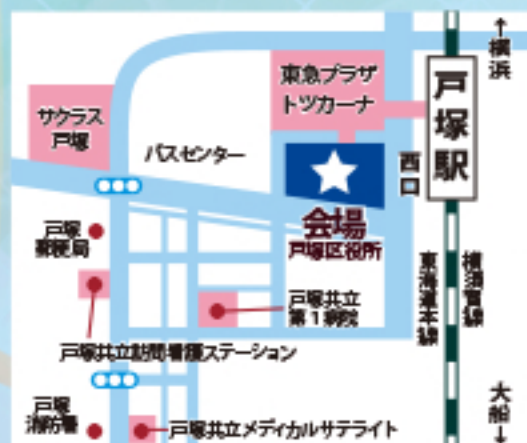 ↑横浜
東急プラザ
トツカーナ
戸塚駅
サクラス
戸塚
バスセンター
西口
会場
戸塚区役所
戸塚
郵便局
東海道本線
横須賀線
戸塚共立
第1病院
戸塚共立訪問看護ステーション
大船↓
戸塚
消防署
戸塚共立メディカルサテライト